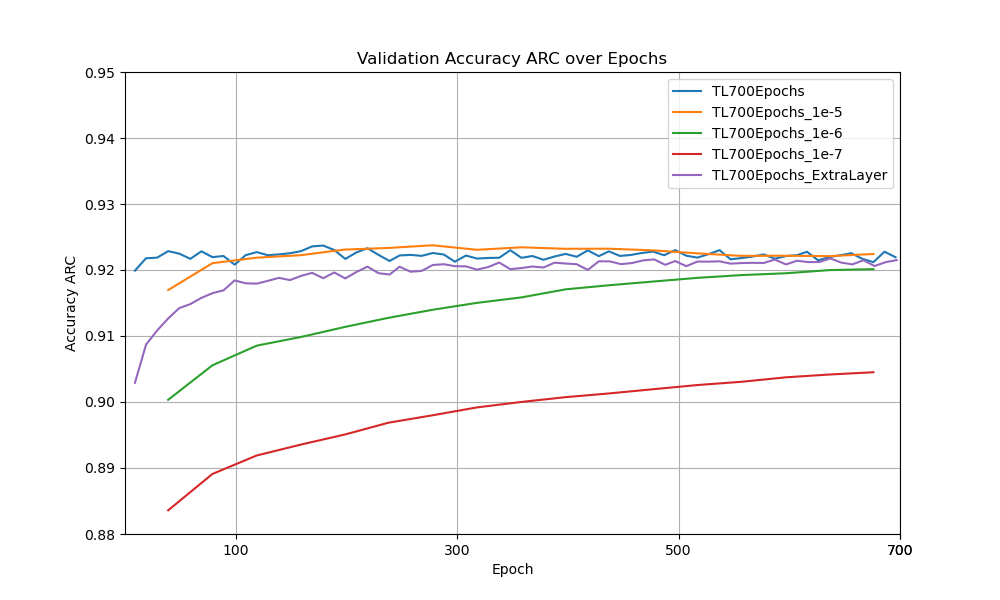 Validation Accuracy ARC over Epochs
0.95
0.94
0.93
0.92
0.91
0.90
0.89
0.88
Accuracy ARC
TL700Epochs
TL700Epochs_1e-5
TL700Epochs_1e-6
TL700Epochs_1e-7
TL700Epochs_ExtraLayer
100
300
500
700
Epoch